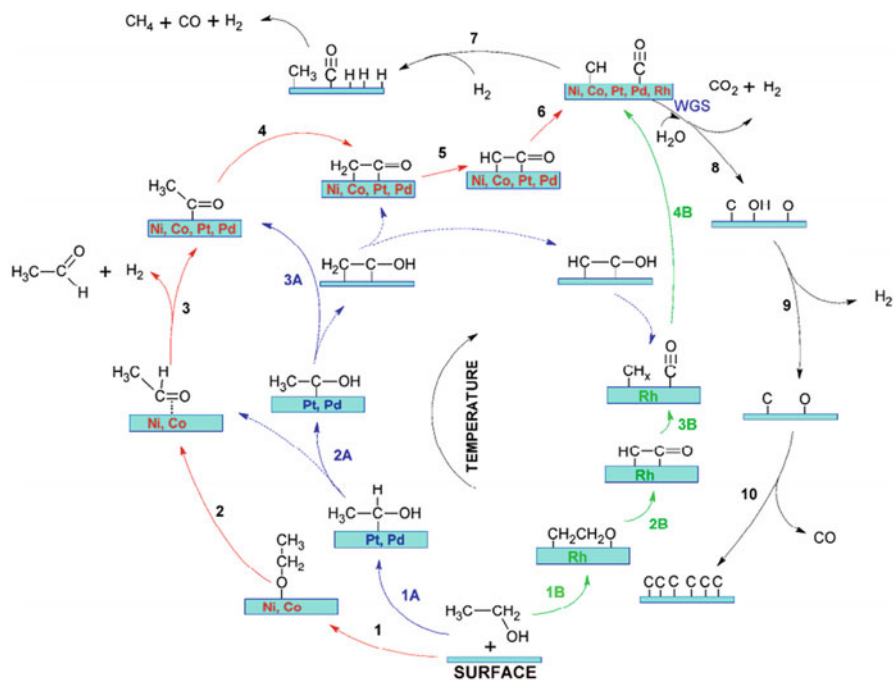 CH₄ + CO + H₂
7
O
C
CH₃
H H H
H₂
CH
O
C
Ni, Co, Pt, Pd, Rh
WGS
CO₂ + H₂
H₂O
8
4
5
6
H₂C C=O
Ni, Co, Pt, Pd
HC C=O
Ni, Co, Pt, Pd
H₃C
C=O
Ni, Co, Pt, Pd
4B
C OH O
H₃C C O H + H₂
3
3A
H₂C C OH
HC C OH
9
H₂
H₃C H
C=O
Ni, Co
H₃C C OH
Pt, Pd
TEMPERATURE
CHₓ
O
C
Rh
C O
3B
2A
HC C=O
Rh
10
2
H
H₃C C OH
Pt, Pd
2B
CO
CH₂CH₂O
Rh
CH₃
CH₂
O
Ni, Co
1A
1B
CCC CCC
1
H₃C CH₂
OH
+
SURFACE